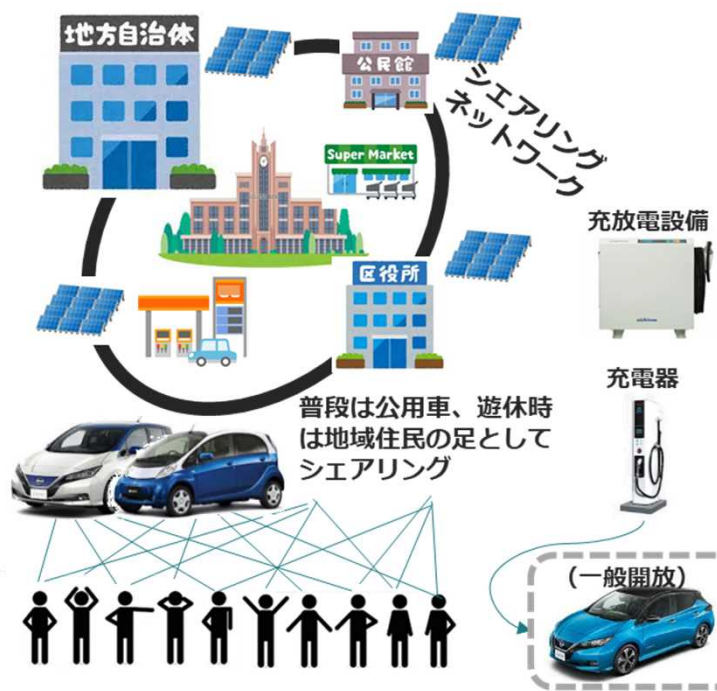 地方自治体
公民館
シェアリング
ネットワーク
Super Market
充放電設備
区役所
充電器
普段は公用車、遊休時
は地域住民の足として
シェアリング
(一般開放)